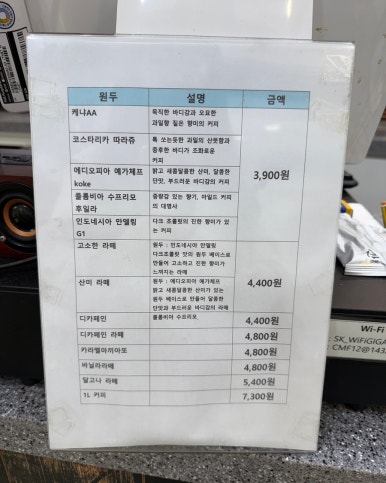 원두 설명 금액
케냐AA 묵직한 바디감과 오묘한
과일향 짙은 향미의 커피
코스타리카 따라쥬 톡 쏘는듯한 과일의 산뜻함과
중후한 바디가 조화로운
커피
3,900원
에디오피아 예가체프 맑고 새콤달콤한 산미, 달콤한
koke 단맛, 부드러운 바디감의 커피
콜롬비아 수프리모 중량감 있는 향기, 마일드 커피
후일라 의 대명사
인도네시아 만델링 다크 초콜릿의 진한 향미가 있
G1 는 커피
고소한 라떼 원두 : 인도네시아 만델링
다크초콜릿 맛의 원두 베이스로
만들어 고소하고 진한 향미가
느껴지는 라떼
4,400원
산미 라떼 원두 : 에디오피아 예가체프
맑고 새콤달콤한 산미가 있는
원두 베이스로 만들어 달콤한
단맛과 부드러운 바디감의 라떼
디카페인 콜롬비아 수프리모 4,400원
디카페인 라떼 4,800원
카라멜마끼아또 4,800원
바닐라라떼 4,800원
달고나 라떼 5,400원
1L 커피 7,300원
Wi-Fi
: SK_WiFiGIGA
: CMF12@143